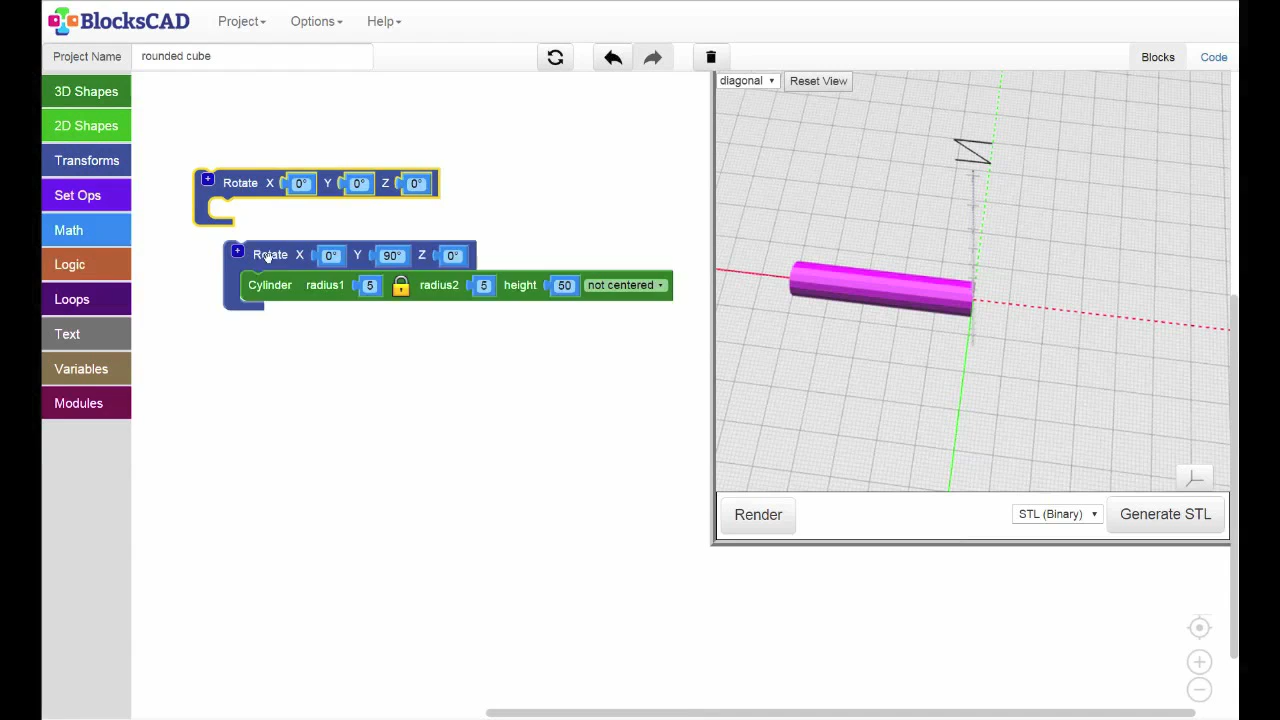 BlocksCAD Project Options Help
Project Name rounded cube Blocks Code
diagonal Reset View
3D Shapes
2D Shapes
Transforms
Set Ops
Math
Logic
Loops
Text
Variables
Modules
Rotate X 0° Y 0° Z 0°
Rotate X 0° Y 90° Z 0°
Cylinder radius1 5 radius2 5 height 50 not centered
Z
Render STL (Binary) Generate STL